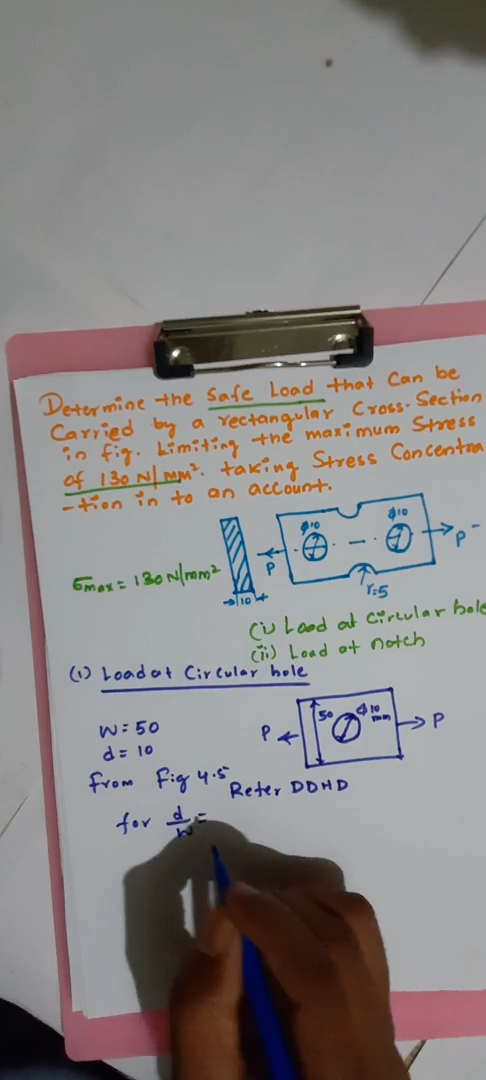 Determine the Safe Load that can be
Carried by a rectangular Cross-Section
in fig. Limiting the maximum Stress
of 130 N/MM². taking Stress Concentra
-tion in to an account.
σmax = 130 N/mm²
ϕ10
ϕ10
P
P
10
r=5
(i) Load at Circular hole
(ii) Load at notch
(1) Load at Circular hole
W = 50
d = 10
50
ϕ10
mm
P
P
from Fig 4.5
Reter DDHD
for d/w =